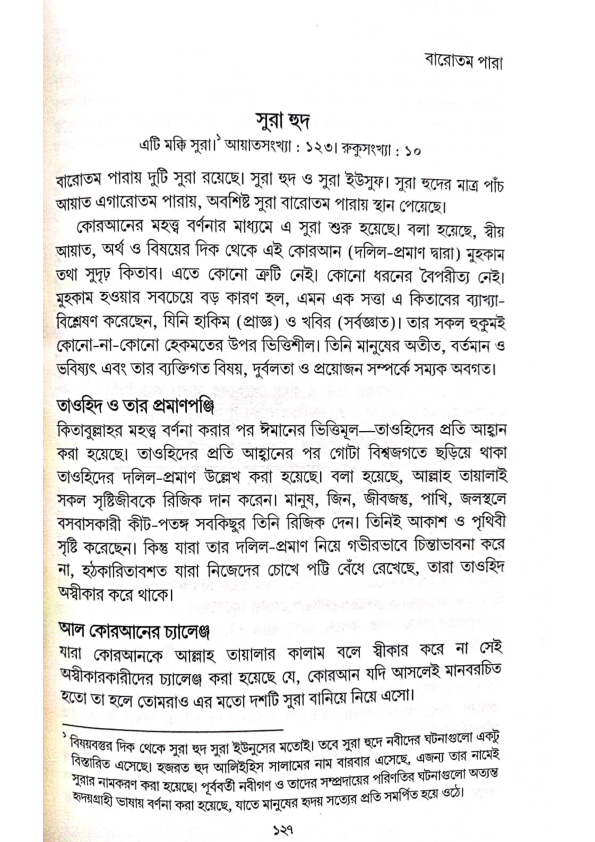 বারোতম পারা
সুরা হুদ
এটি মক্কি সুরা।১ আয়াতসংখ্যা : ১২৩। রুকুসংখ্যা : ১০
বারোতম পারায় দুটি সুরা রয়েছে। সুরা হুদ ও সুরা ইউসুফ। সুরা হুদের মাত্র পাঁচ
আয়াত এগারোতম পারায়, অবশিষ্ট সুরা বারোতম পারায় স্থান পেয়েছে।
কোরআনের মহত্ত্ব বর্ণনার মাধ্যমে এ সুরা শুরু হয়েছে। বলা হয়েছে, স্বীয়
আয়াত, অর্থ ও বিষয়ের দিক থেকে এই কোরআন (দলিল-প্রমাণ দ্বারা) মুহকাম
তথা সুদৃঢ় কিতাব। এতে কোনো ত্রুটি নেই। কোনো ধরনের বৈপরীত্য নেই।
মুহকাম হওয়ার সবচেয়ে বড় কারণ হল, এমন এক সত্তা এ কিতাবের ব্যাখ্যা-
বিশ্লেষণ করেছেন, যিনি হাকিম (প্রাজ্ঞ) ও খবির (সর্বজ্ঞাত)। তার সকল হুকুমই
কোনো-না-কোনো হেকমতের উপর ভিত্তিশীল। তিনি মানুষের অতীত, বর্তমান ও
ভবিষ্যৎ এবং তার ব্যক্তিগত বিষয়, দুর্বলতা ও প্রয়োজন সম্পর্কে সম্যক অবগত।
তাওহিদ ও তার প্রমাণপঞ্জি
কিতাবুল্লাহর মহত্ত্ব বর্ণনা করার পর ঈমানের ভিত্তিমূল—তাওহিদের প্রতি আহ্বান
করা হয়েছে। তাওহিদের প্রতি আহ্বানের পর গোটা বিশ্বজগতে ছড়িয়ে থাকা
তাওহিদের দলিল-প্রমাণ উল্লেখ করা হয়েছে। বলা হয়েছে, আল্লাহ তায়ালাই
সকল সৃষ্টিজীবকে রিজিক দান করেন। মানুষ, জিন, জীবজন্তু, পাখি, জলস্থলে
বসবাসকারী কীট-পতঙ্গ সবকিছুর তিনি রিজিক দেন। তিনিই আকাশ ও পৃথিবী
সৃষ্টি করেছেন। কিন্তু যারা তার দলিল-প্রমাণ নিয়ে গভীরভাবে চিন্তাভাবনা করে
না, হঠকারিতাবশত যারা নিজেদের চোখে পট্টি বেঁধে রেখেছে, তারা তাওহিদ
অস্বীকার করে থাকে।
আল কোরআনের চ্যালেঞ্জ
যারা কোরআনকে আল্লাহ তায়ালার কালাম বলে স্বীকার করে না সেই
অস্বীকারকারীদের চ্যালেঞ্জ করা হয়েছে যে, কোরআন যদি আসলেই মানবরচিত
হতো তা হলে তোমরাও এর মতো দশটি সুরা বানিয়ে নিয়ে এসো।
১ বিষয়বস্তুর দিক থেকে সুরা হুদ সুরা ইউনুসের মতোই। তবে সুরা হুদে নবীদের ঘটনাগুলো একটু
বিস্তারিত এসেছে। হজরত হুদ আলিইহিস সালামের নাম বারবার এসেছে, এজন্য তার নামেই
সুরার নামকরণ করা হয়েছে। পূর্ববর্তী নবীগণ ও তাদের সম্প্রদায়ের পরিণতির ঘটনাগুলো অত্যন্ত
হৃদয়গ্রাহী ভাষায় বর্ণনা করা হয়েছে, যাতে মানুষের হৃদয় সত্যের প্রতি সমর্পিত হয়ে ওঠে।
১২৭